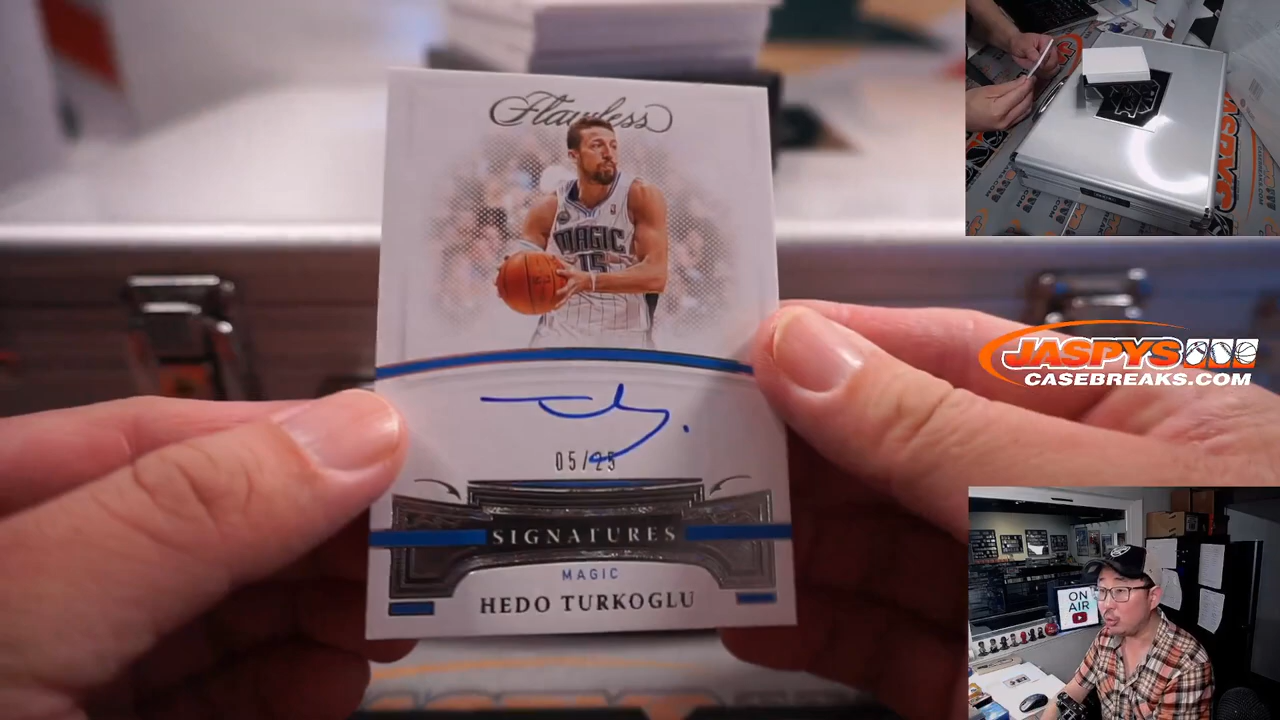 Flawless
MAGIC
15
05/25
SIGNATURES
MAGIC
HEDO TURKOGLU
JASPYS
CASEBREAKS.COM
ON
AIR